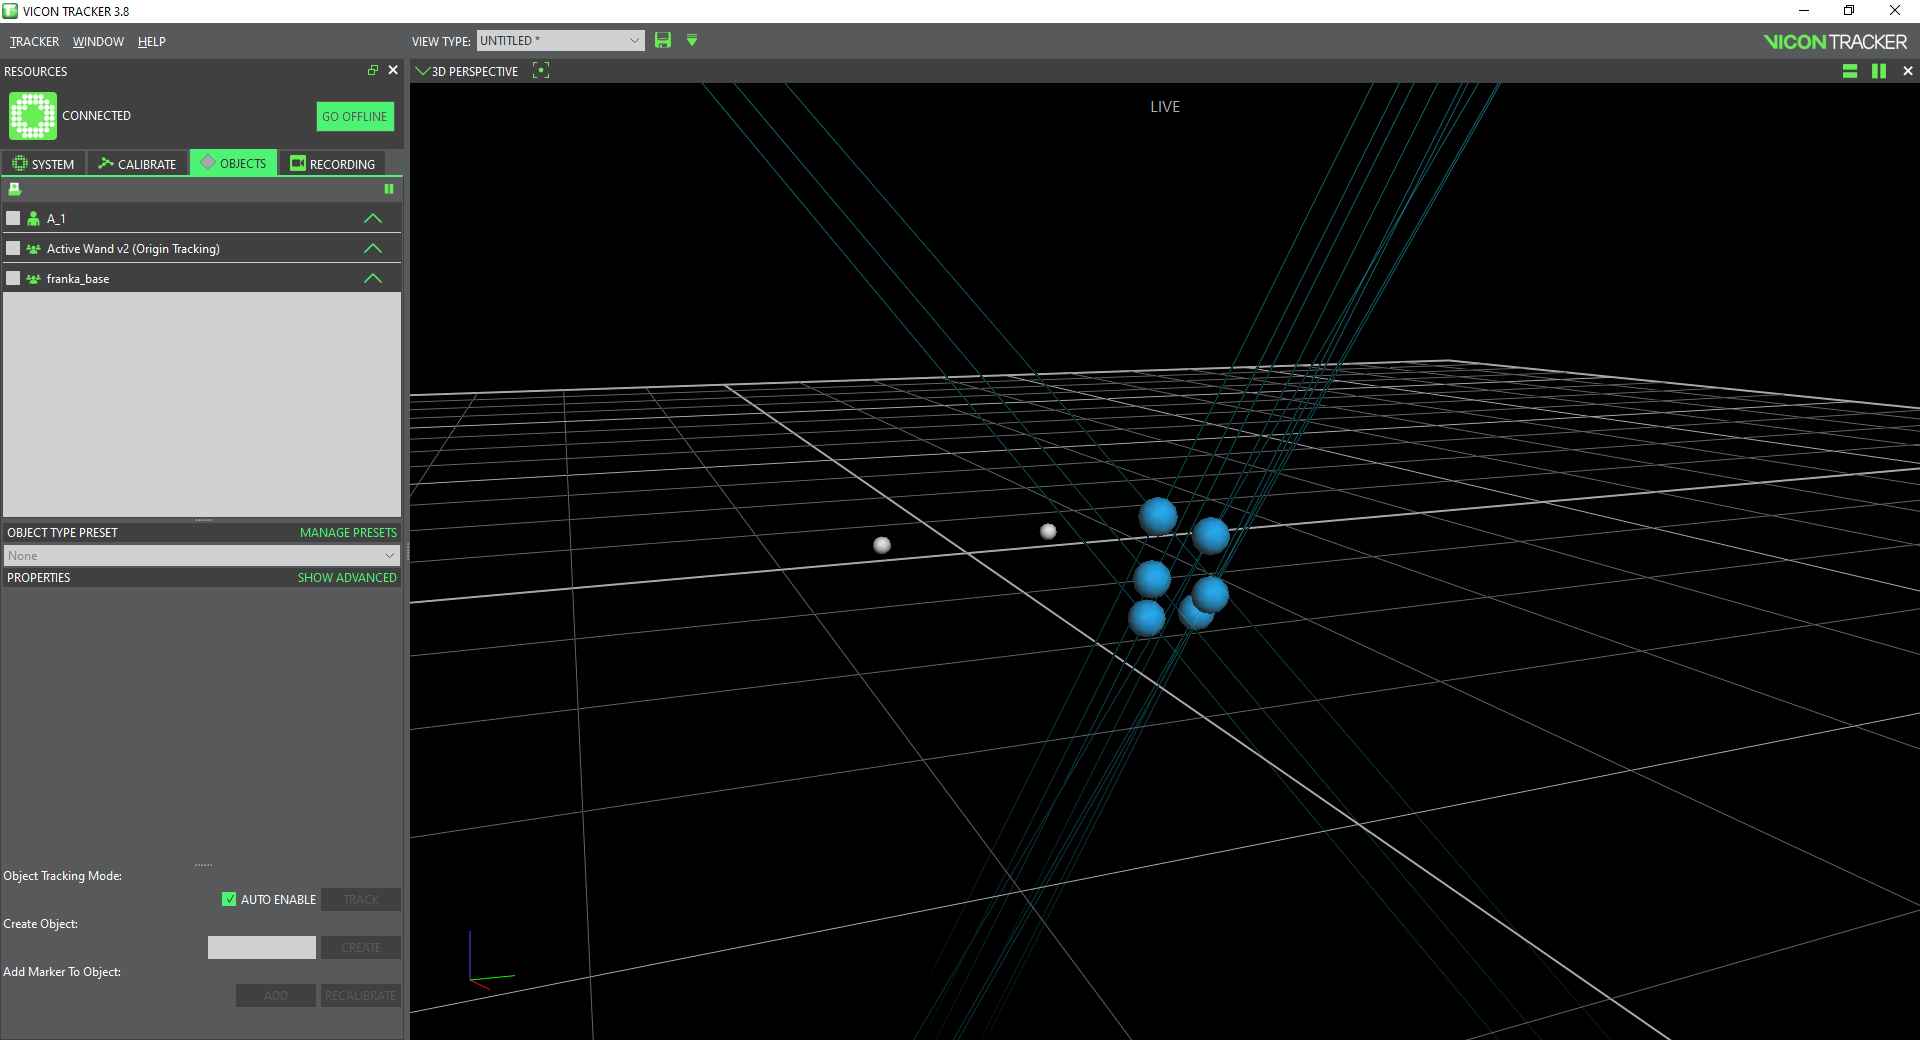 VICON TRACKER 3.8
TRACKER WINDOW HELP
VIEW TYPE: UNTITLED *
VICON TRACKER
RESOURCES
3D PERSPECTIVE
LIVE
CONNECTED
GO OFFLINE
SYSTEM CALIBRATE OBJECTS RECORDING
A_1
Active Wand v2 (Origin Tracking)
franka_base
OBJECT TYPE PRESET MANAGE PRESETS
None
PROPERTIES SHOW ADVANCED
Object Tracking Mode:
AUTO ENABLE TRACK
Create Object:
CREATE
Add Marker To Object:
ADD RECALIBRATE